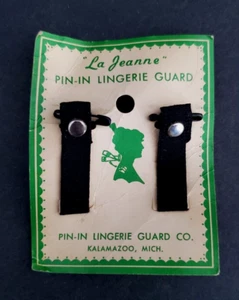 "La Jeanne"
PIN-IN LINGERIE GUARD
PIN-IN LINGERIE GUARD CO.
KALAMAZOO, MICH.